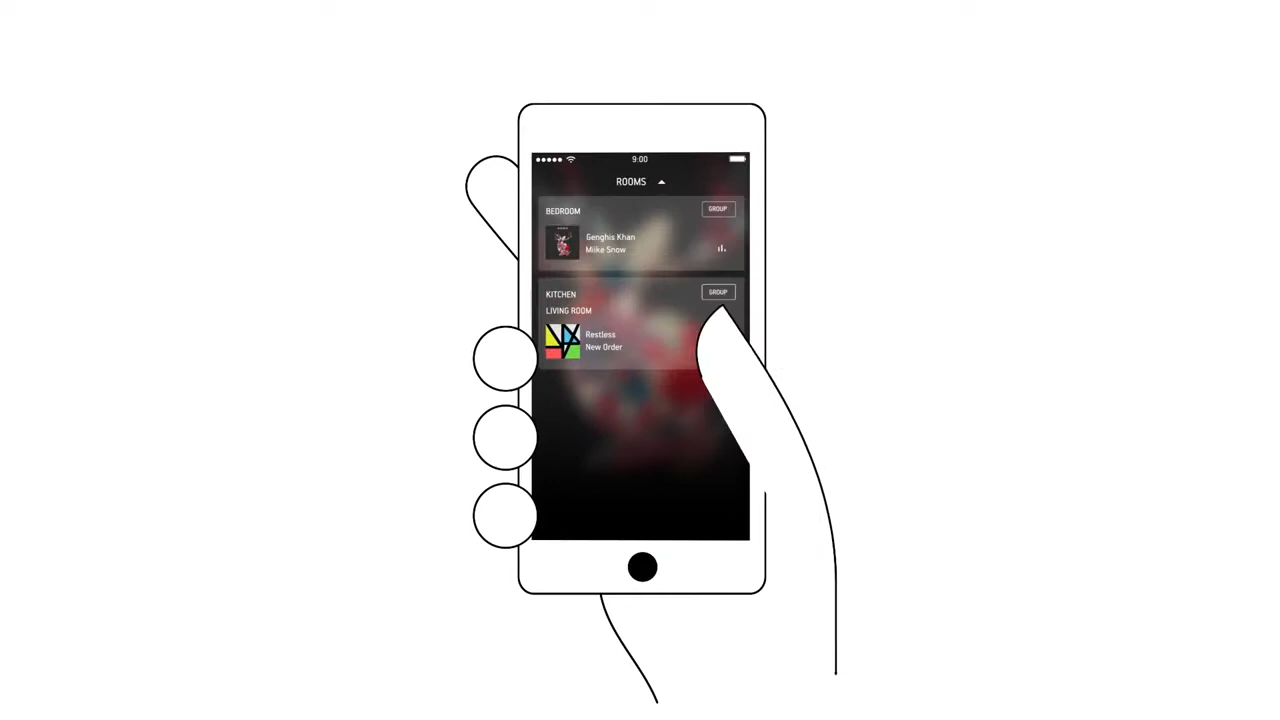 9:00
ROOMS
BEDROOM
GROUP
Genghis Khan
Miike Snow
KITCHEN
GROUP
LIVING ROOM
Restless
New Order